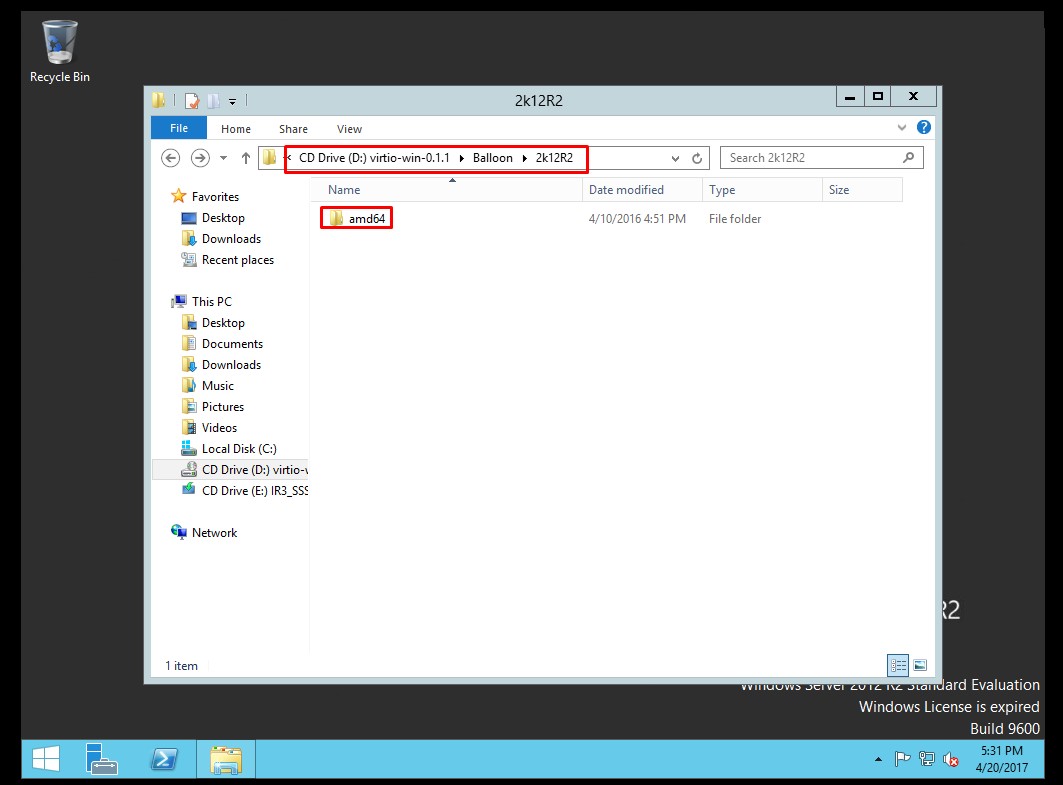 Recycle Bin
2k12R2
File Home Share View
« CD Drive (D:) virtio-win-0.1.1 ▸ Balloon ▸ 2k12R2
Search 2k12R2
Name Date modified Type Size
amd64 4/10/2016 4:51 PM File folder
Favorites
Desktop
Downloads
Recent places
This PC
Desktop
Documents
Downloads
Music
Pictures
Videos
Local Disk (C:)
CD Drive (D:) virtio-v
CD Drive (E:) IR3_SSS
Network
1 item
R2
Windows Server 2012 R2 Standard Evaluation
Windows License is expired
Build 9600
5:31 PM
4/20/2017